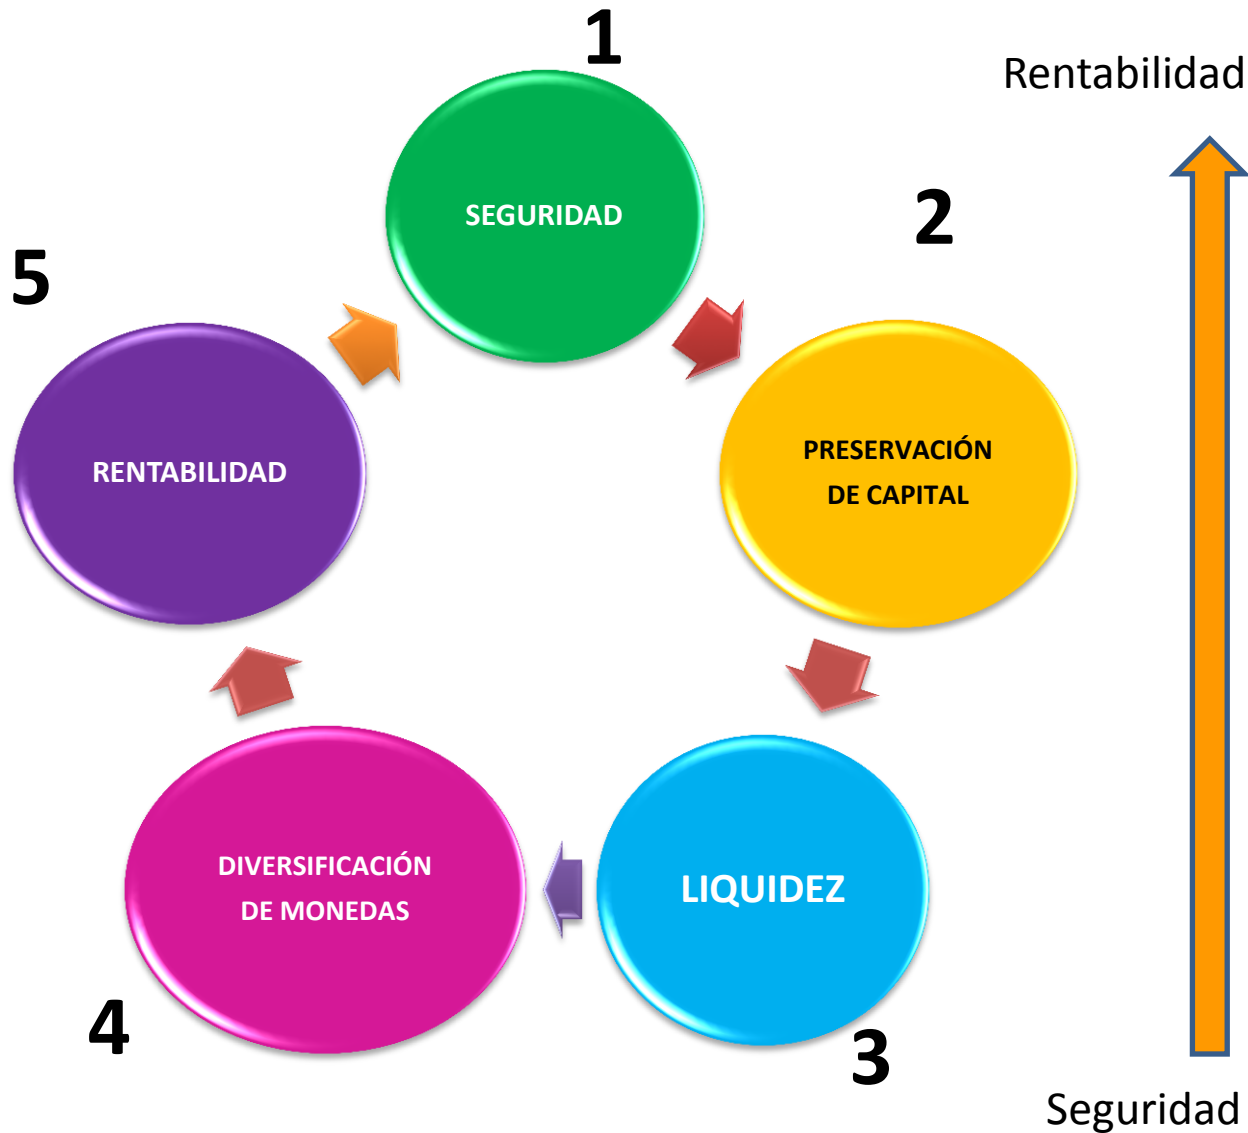 1
Rentabilidad
SEGURIDAD
2
5
PRESERVACIÓN
DE CAPITAL
RENTABILIDAD
DIVERSIFICACIÓN
DE MONEDAS
LIQUIDEZ
4
3
Seguridad